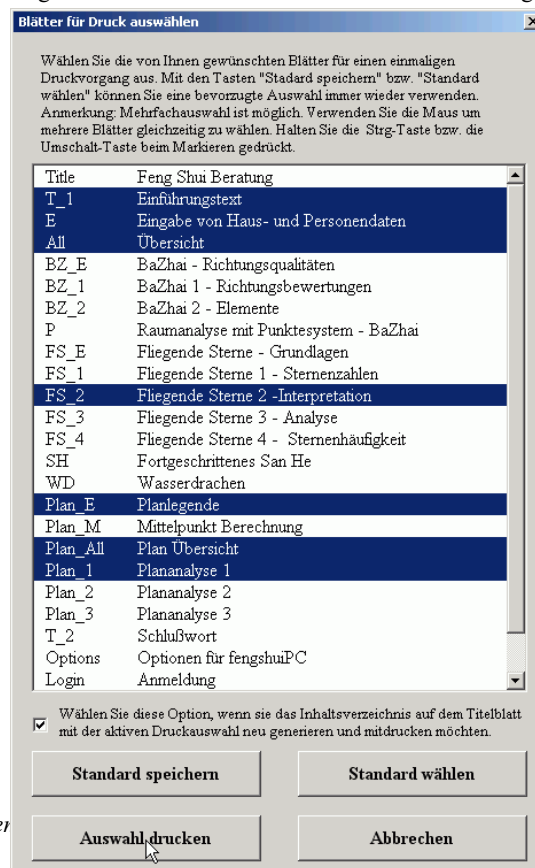 Blätter für Druck auswählen
Wählen Sie die von Ihnen gewünschten Blätter für einen einmaligen
Druckvorgang aus. Mit den Tasten "Stadard speichern" bzw. "Standard
wählen" können Sie eine bevorzugte Auswahl immer wieder verwenden.
Anmerkung: Mehrfachauswahl ist möglich. Verwenden Sie die Maus um
mehrere Blätter gleichzeitig zu wählen. Halten Sie die Strg-Taste bzw. die
Umschalt-Taste beim Markieren gedrückt.
Title Feng Shui Beratung
T_1 Einführungstext
E Eingabe von Haus- und Personendaten
All Übersicht
BZ_E BaZhai - Richtungsqualitäten
BZ_1 BaZhai 1 - Richtungsbewertungen
BZ_2 BaZhai 2 - Elemente
P Raumanalyse mit Punktesystem - BaZhai
FS_E Fliegende Sterne - Grundlagen
FS_1 Fliegende Sterne 1 - Sternenzahlen
FS_2 Fliegende Sterne 2 -Interpretation
FS_3 Fliegende Sterne 3 - Analyse
FS_4 Fliegende Sterne 4 - Sternenhäufigkeit
SH Fortgeschrittenes San He
WD Wasserdrachen
Plan_E Planlegende
Plan_M Mittelpunkt Berechnung
Plan_All Plan Übersicht
Plan_1 Plananalyse 1
Plan_2 Plananalyse 2
Plan_3 Plananalyse 3
T_2 Schlußwort
Options Optionen für fengshuiPC
Login Anmeldung
Wählen Sie diese Option, wenn sie das Inhaltsverzeichnis auf dem Titelblatt
mit der aktiven Druckauswahl neu generieren und mitdrucken möchten.
Standard speichern Standard wählen
Auswahl drucken Abbrechen